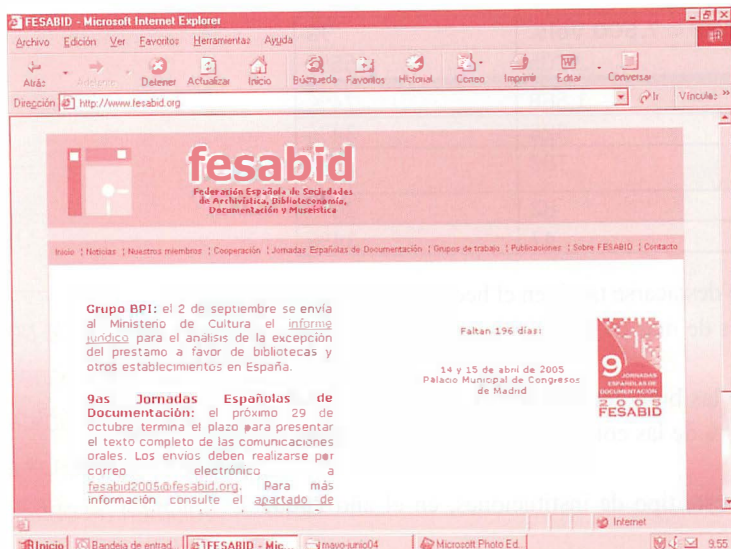 FESABID - Microsoft Internet Explorer
Archivo Edición Ver Favoritos Herramientas Ayuda
Atrás Adelante Detener Actualizar Inicio Búsqueda Favoritos Historial Correo Imprimir Editar Conversar
Dirección http://www.fesabid.org Ir Vínculos »
fesabid
Federación Española de Sociedades
de Archivística, Biblioteconomía,
Documentación y Museística
Inicio ¦ Noticias ¦ Nuestros miembros ¦ Cooperación ¦ Jornadas Españolas de Documentación ¦ Grupos de trabajo ¦ Publicaciones ¦ Sobre FESABID ¦ Contacto
Grupo BPI: el 2 de septiembre se envía
al Ministerio de Cultura el informe
jurídico para el analisis de la excepción
del prestamo a favor de bibliotecas y
otros establecimientos en España.
9as Jornadas Españolas de
Documentación: el próximo 29 de
octubre termina el plazo para presentar
el texto completo de las comunicaciones
orales. Los envíos deben realizarse por
correo electrónico a
fesabid2005@fesabid.org. Para más
información consulte el apartado de
Faltan 196 días:
14 y 15 de abril de 2005
Palacio Municipal de Congresos
de Madrid
9 JORNADAS
ESPAÑOLAS DE
DOCUMENTACIÓN
2005
FESABID
Internet
Inicio Bandeja de entrad... FESABID - Mic... mayo-junio04 Microsoft Photo Ed... 9:55